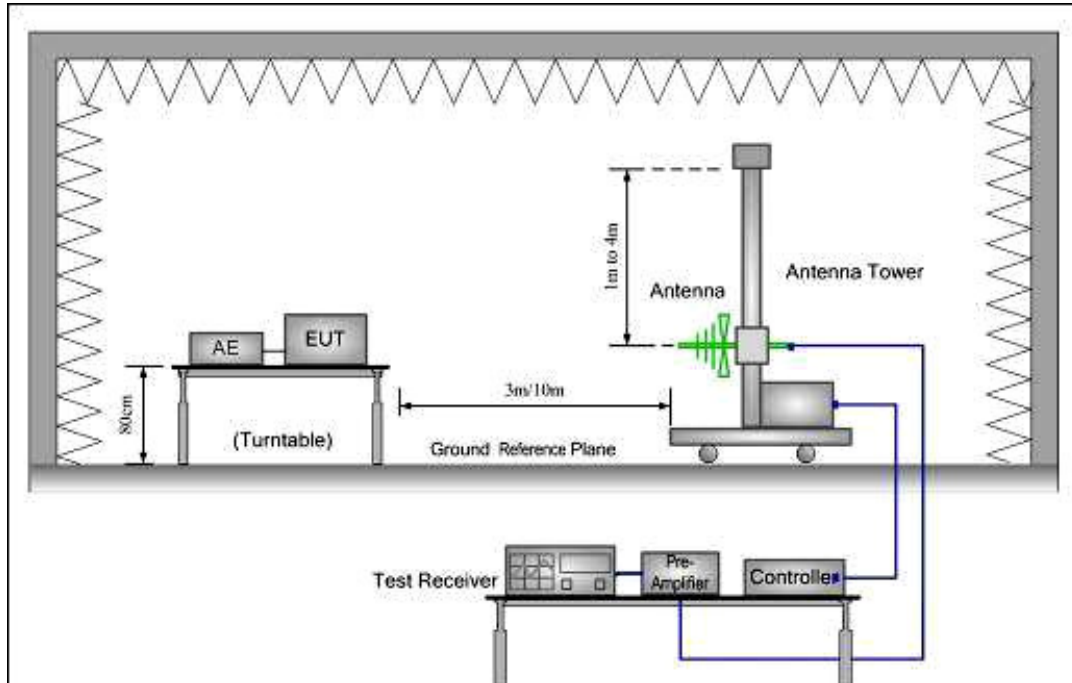 1m to 4m
Antenna
Antenna Tower
AE
EUT
80cm
(Turntable)
3m/10m
Ground Reference Plane
Test Receiver
Pre-
Amplifier
Controller